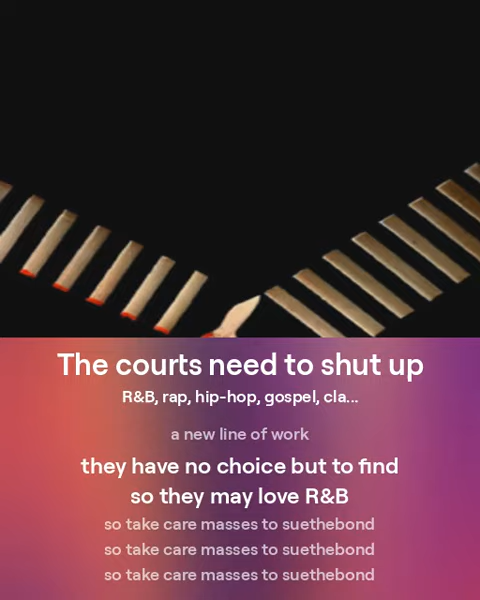 The courts need to shut up
R&B, rap, hip-hop, gospel, cla...
a new line of work
they have no choice but to find
so they may love R&B
so take care masses to suethebond
so take care masses to suethebond
so take care masses to suethebond